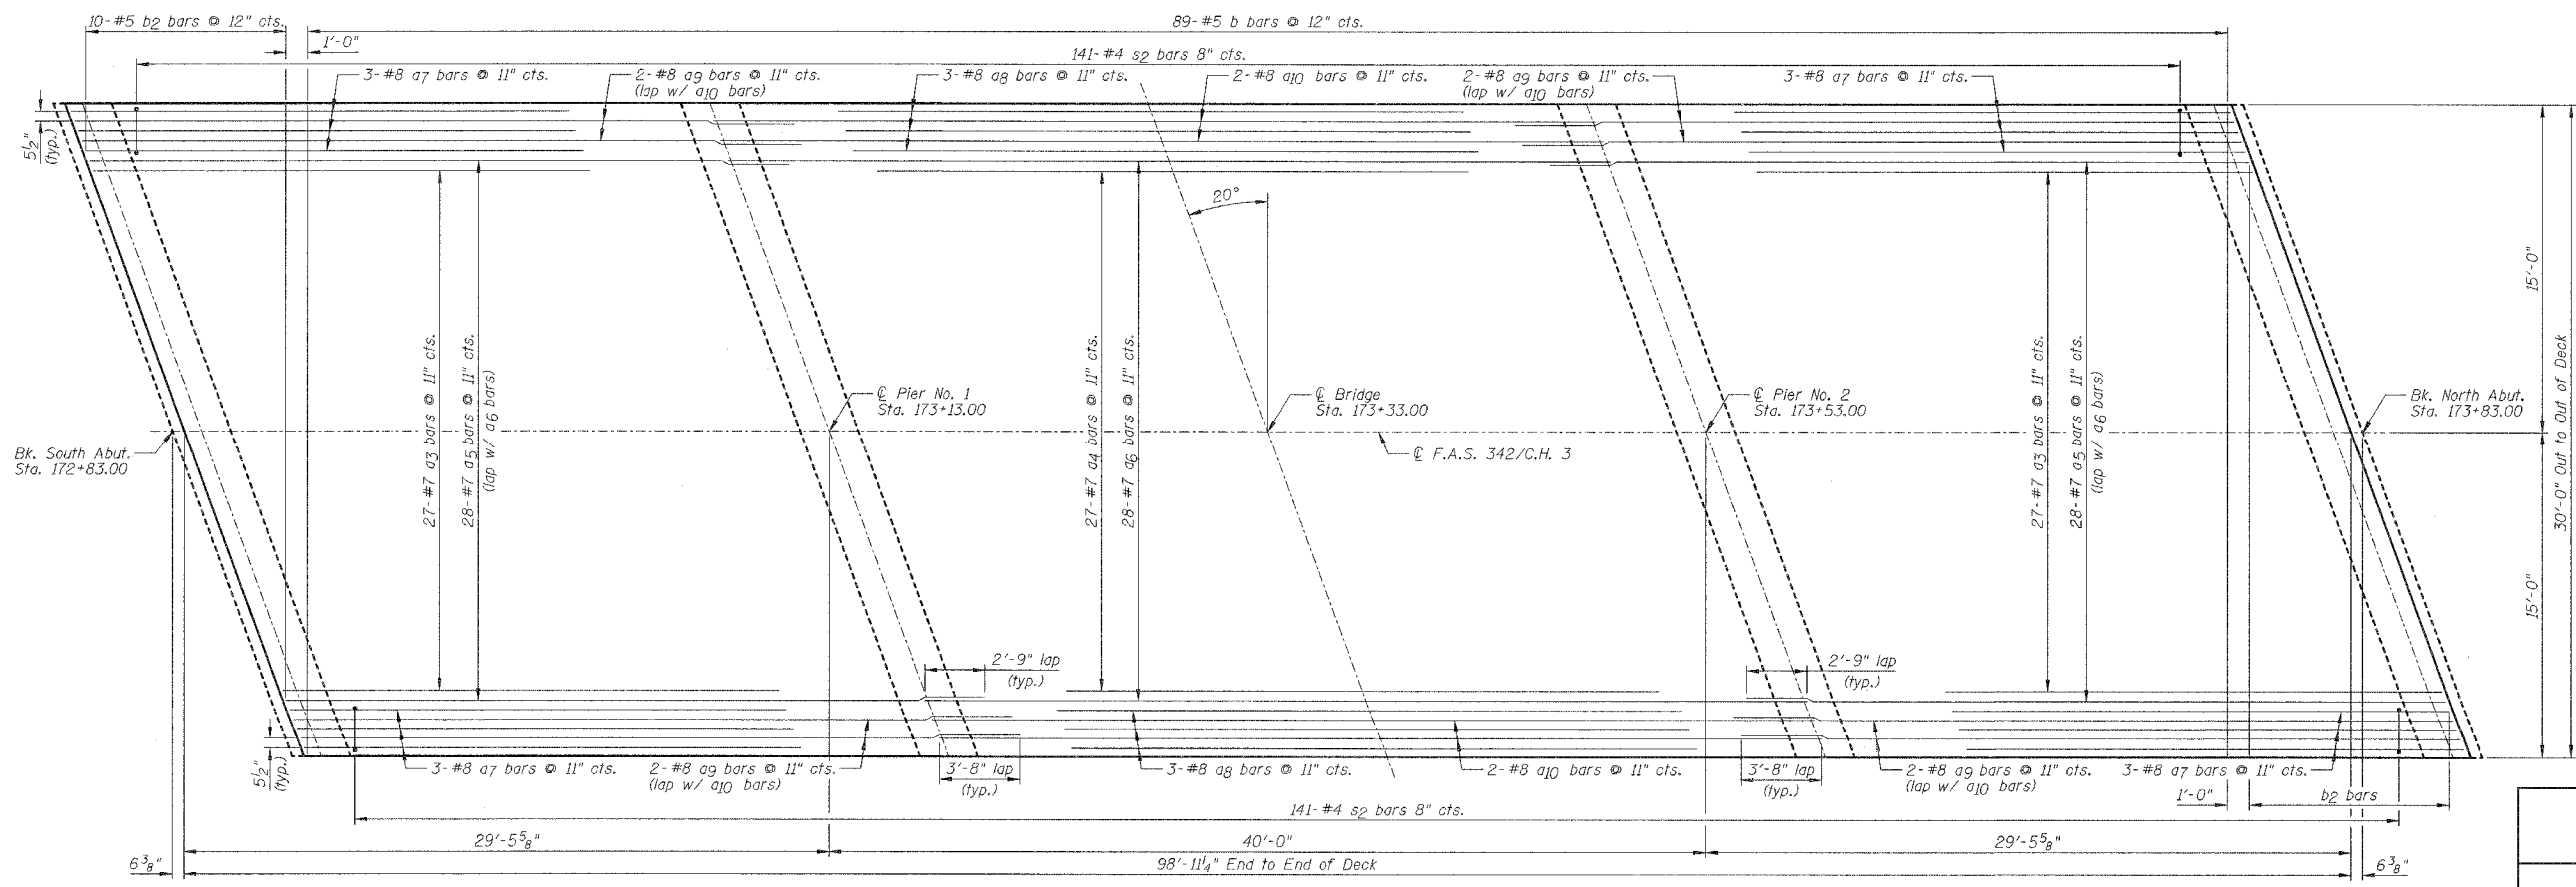 10-#5 b2 bars @ 12" cts.
89-#5 b bars @ 12" cts.
1'-0"
141-#4 s2 bars 8" cts.
3-#8 a7 bars @ 11" cts.
2-#8 a9 bars @ 11" cts.
(lap w/ a10 bars)
3-#8 a8 bars @ 11" cts.
2-#8 a10 bars @ 11" cts.
2-#8 a9 bars @ 11" cts.
(lap w/ a10 bars)
3-#8 a7 bars @ 11" cts.
5½"
(typ.)
20°
15'-0"
27-#7 a3 bars @ 11" cts.
28-#7 a5 bars @ 11" cts.
(lap w/ a6 bars)
27-#7 a4 bars @ 11" cts.
28-#7 a6 bars @ 11" cts.
27-#7 a3 bars @ 11" cts.
28-#7 a5 bars @ 11" cts.
(lap w/ a6 bars)
30'-0" Out to Out of Deck
℄ Pier No. 1
Sta. 173+13.00
℄ Bridge
Sta. 173+33.00
℄ Pier No. 2
Sta. 173+53.00
Bk. North Abut.
Sta. 173+83.00
Bk. South Abut.
Sta. 172+83.00
℄ F.A.S. 342/C.H. 3
15'-0"
2'-9" lap
(typ.)
2'-9" lap
(typ.)
5½"
(typ.)
3-#8 a7 bars @ 11" cts.
2-#8 a9 bars @ 11" cts.
(lap w/ a10 bars)
3'-8" lap
(typ.)
3-#8 a8 bars @ 11" cts.
2-#8 a10 bars @ 11" cts.
3'-8" lap
(typ.)
2-#8 a9 bars @ 11" cts.
(lap w/ a10 bars)
3-#8 a7 bars @ 11" cts.
1'-0"
b2 bars
141-#4 s2 bars 8" cts.
29'-5⅝"
40'-0"
29'-5⅝"
6⅜"
98'-11¼" End to End of Deck
6⅜"